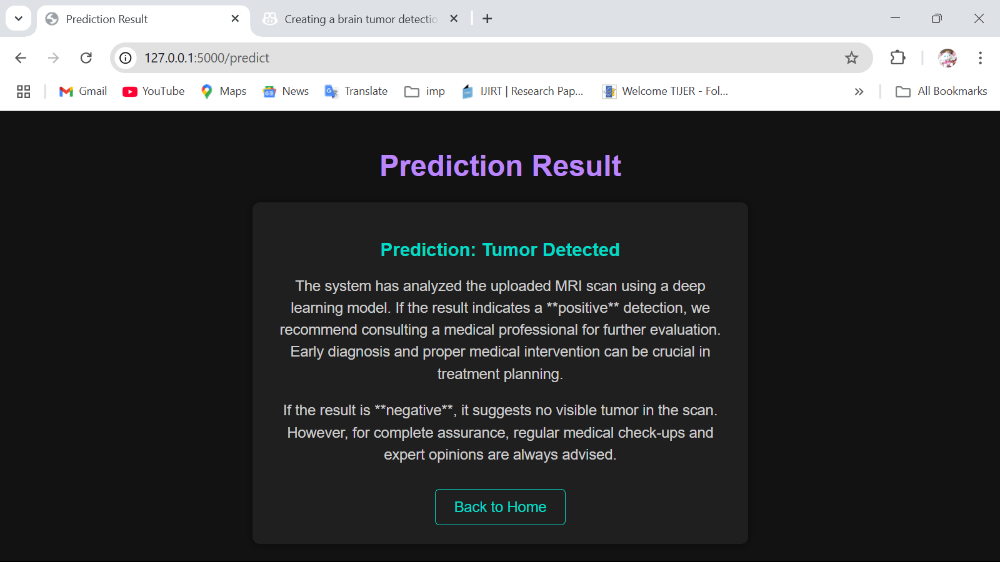 Prediction Result
Creating a brain tumor detectio
127.0.0.1:5000/predict
Gmail
YouTube
Maps
News
Translate
imp
IJIRT | Research Pap...
Welcome TIJER - Fol...
All Bookmarks
Prediction Result
Prediction: Tumor Detected
The system has analyzed the uploaded MRI scan using a deep
learning model. If the result indicates a **positive** detection, we
recommend consulting a medical professional for further evaluation.
Early diagnosis and proper medical intervention can be crucial in
treatment planning.
If the result is **negative**, it suggests no visible tumor in the scan.
However, for complete assurance, regular medical check-ups and
expert opinions are always advised.
Back to Home